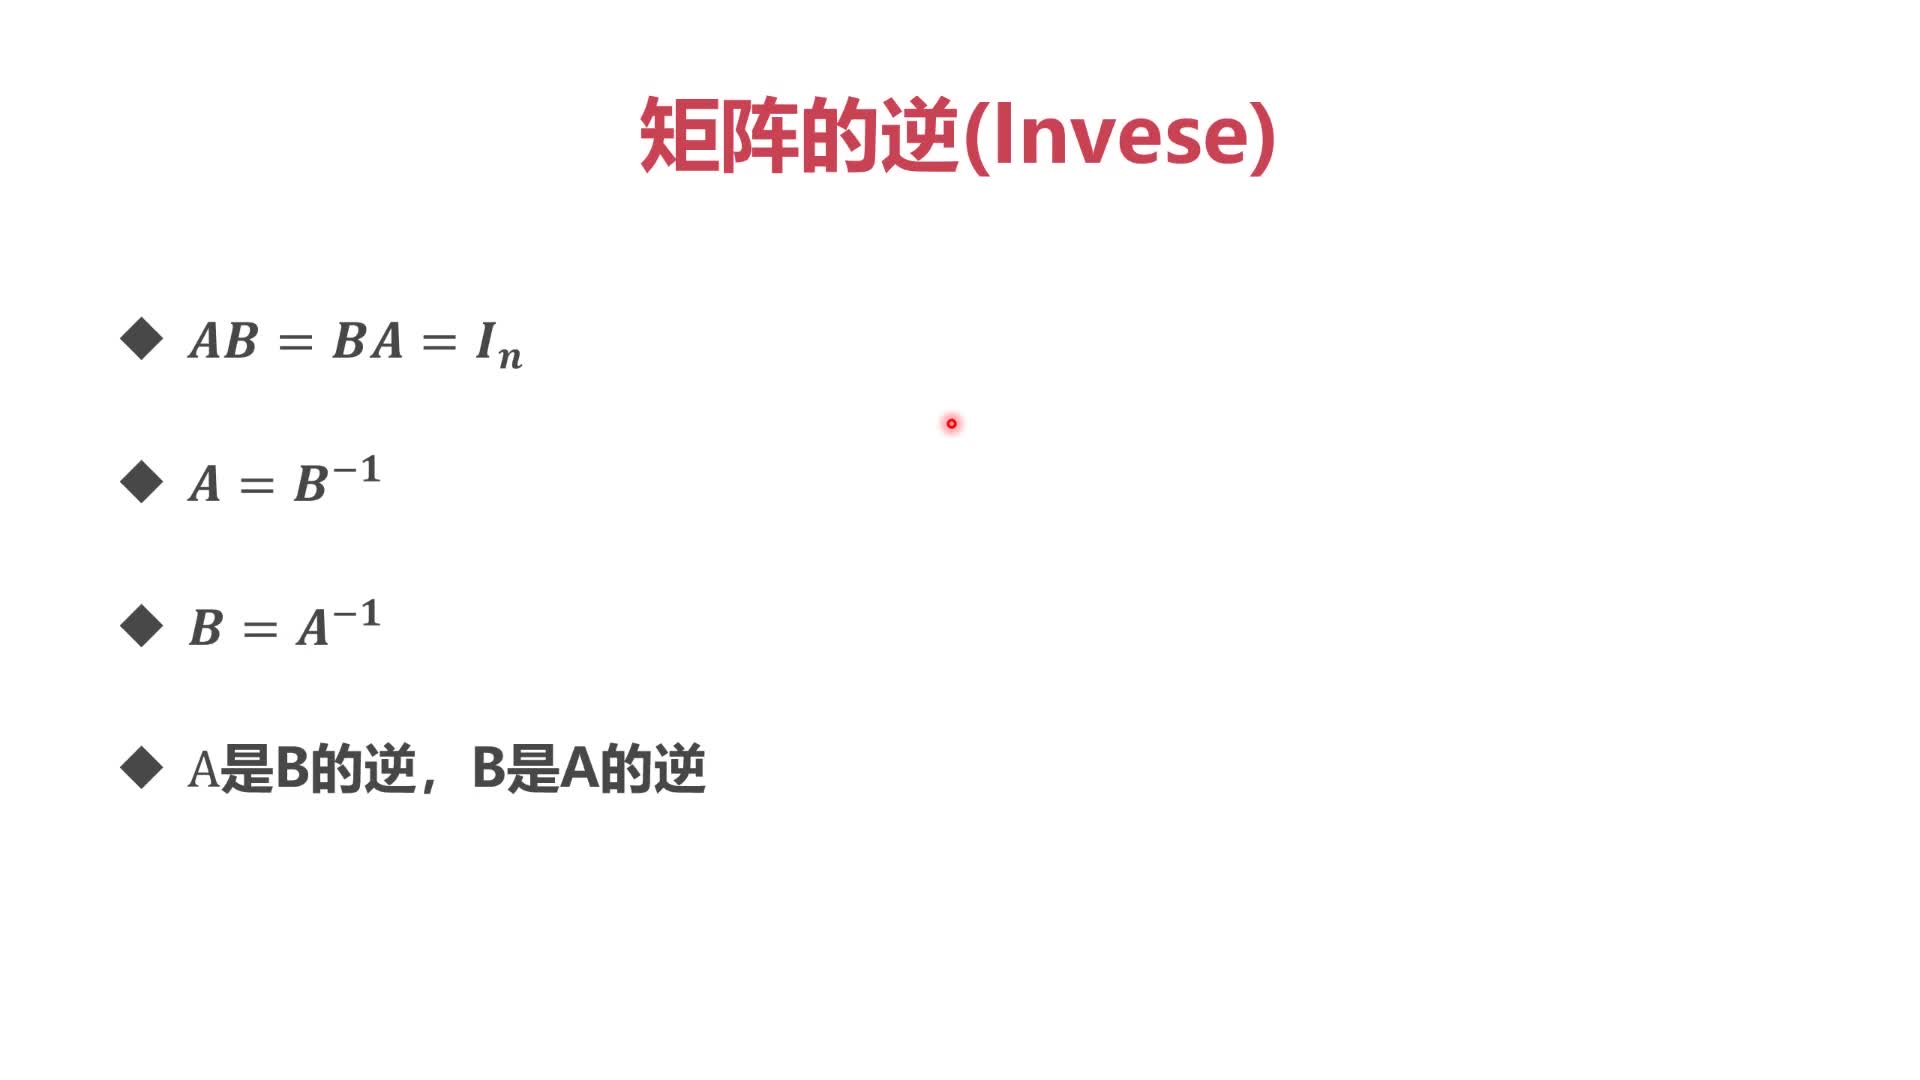 矩阵的逆(Invese)
◆ AB = BA = Iₙ
◆ A = B⁻¹
◆ B = A⁻¹
◆ A是B的逆，B是A的逆